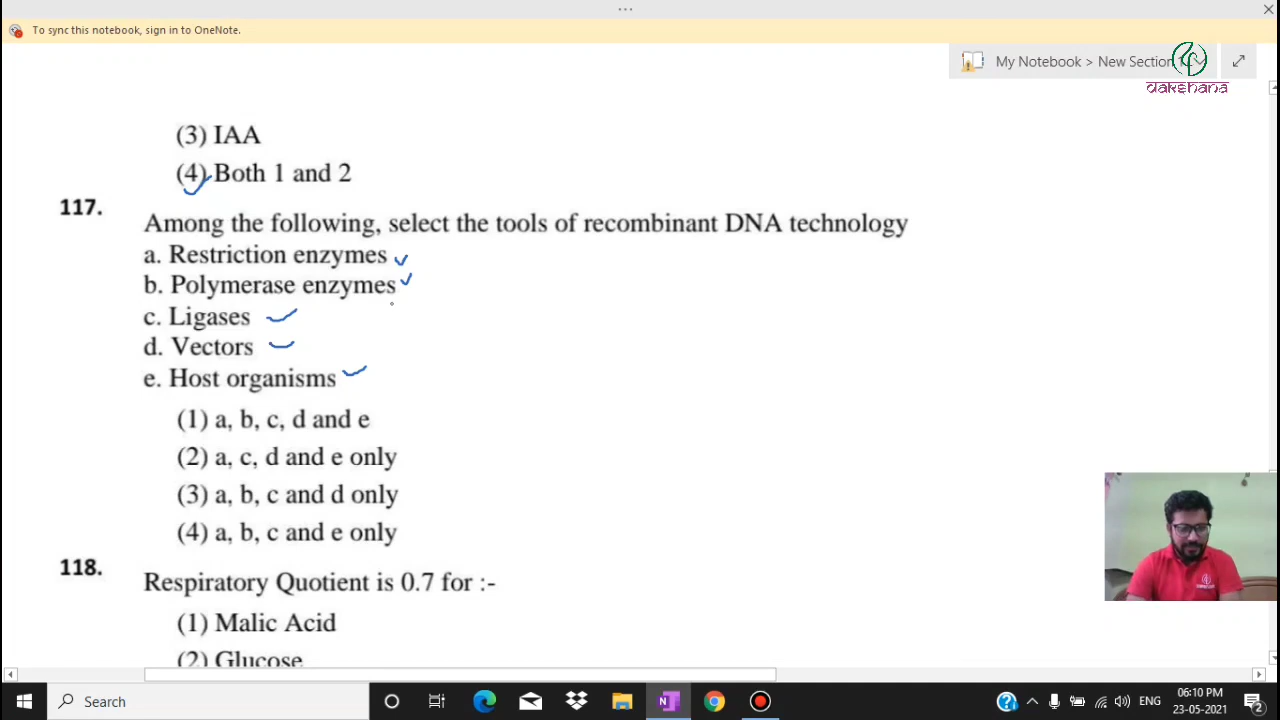 To sync this notebook, sign in to OneNote.
My Notebook > New Section 1
dakshana
(3) IAA
(4) Both 1 and 2
117.
Among the following, select the tools of recombinant DNA technology
a. Restriction enzymes
b. Polymerase enzymes
c. Ligases
d. Vectors
e. Host organisms
(1) a, b, c, d and e
(2) a, c, d and e only
(3) a, b, c and d only
(4) a, b, c and e only
118.
Respiratory Quotient is 0.7 for :-
(1) Malic Acid
(2) Glucose
Search
ENG
06:10 PM
23-05-2021
2